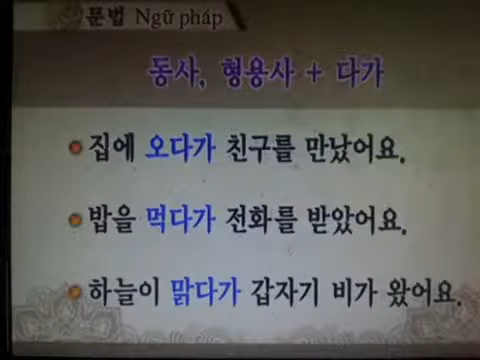 문법 Ngữ pháp
동사, 형용사 + 다가
집에 오다가 친구를 만났어요.
밥을 먹다가 전화를 받았어요.
하늘이 맑다가 갑자기 비가 왔어요.